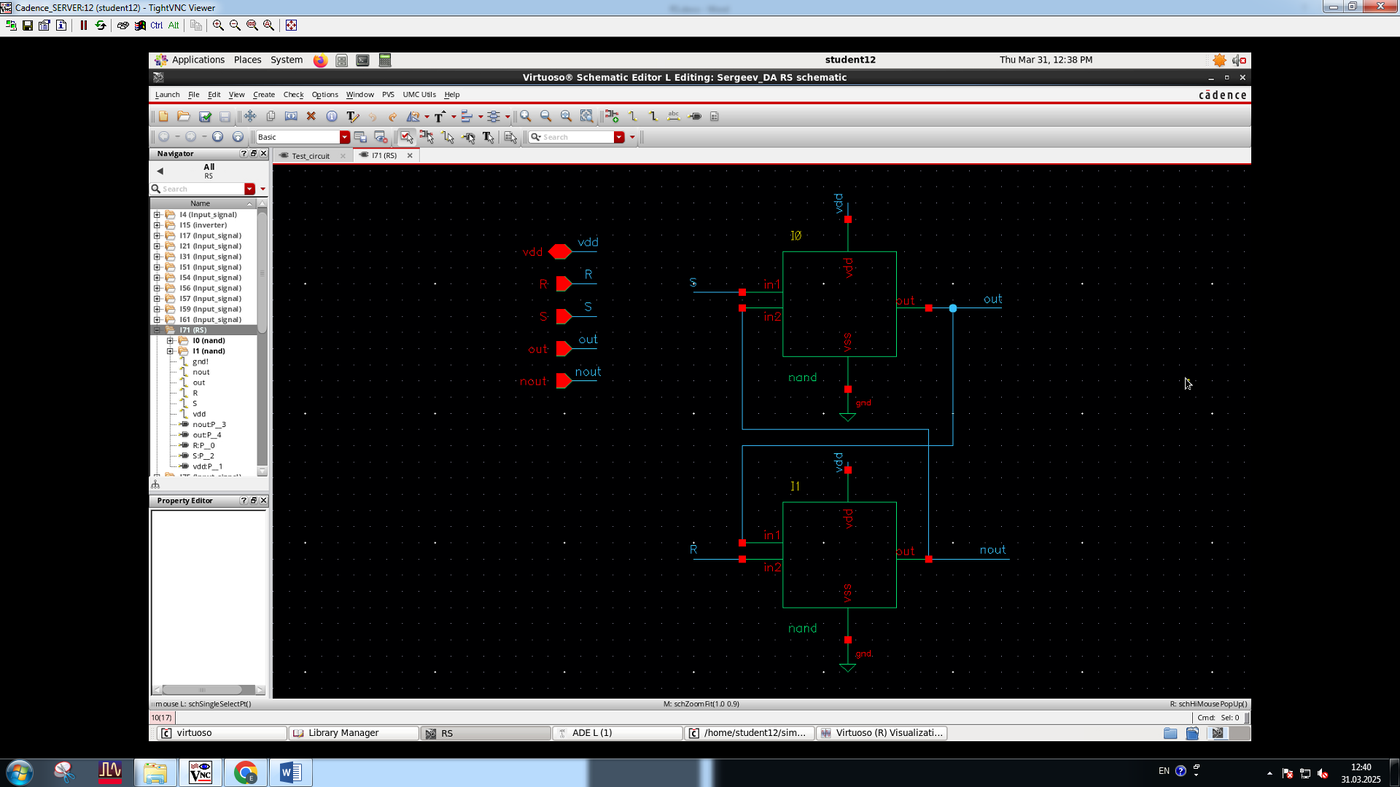 Cadence_SERVER:12 (student12) - TightVNC Viewer
Ctrl Alt
Applications Places System student12 Thu Mar 31, 12:38 PM
Virtuoso® Schematic Editor L Editing: Sergeev_DA RS schematic
Launch File Edit View Create Check Options Window PVS UMC Utils Help cādence
Basic Search
Navigator ? Test_circuit I71 (RS)
All
RS
Search
Name
I4 (Input_signal)
I15 (inverter)
I17 (Input_signal)
I21 (Input_signal)
I31 (Input_signal)
I51 (Input_signal)
I54 (Input_signal)
I56 (Input_signal)
I57 (Input_signal)
I59 (Input_signal)
I61 (Input_signal)
I71 (RS)
I0 (nand)
I1 (nand)
gnd!
nout
out
R
S
vdd
nout:P__3
out:P__4
R:P__0
S:P__2
vdd:P__1
Property Editor ?
vdd vdd
R R
S S
out out
nout nout
vdd
I0
vdd
S in1
in2
out out
vss
nand
gnd
vdd
I1
vdd
in1
R in2
out nout
vss
nand
gnd
mouse L: schSingleSelectPt() M: schZoomFit(1.0 0.9) R: schHiMousePopUp()
10(17) Cmd: Sel: 0
virtuoso Library Manager RS ADE L (1) /home/student12/sim... Virtuoso (R) Visualizati...
EN 12:40
31.03.2025